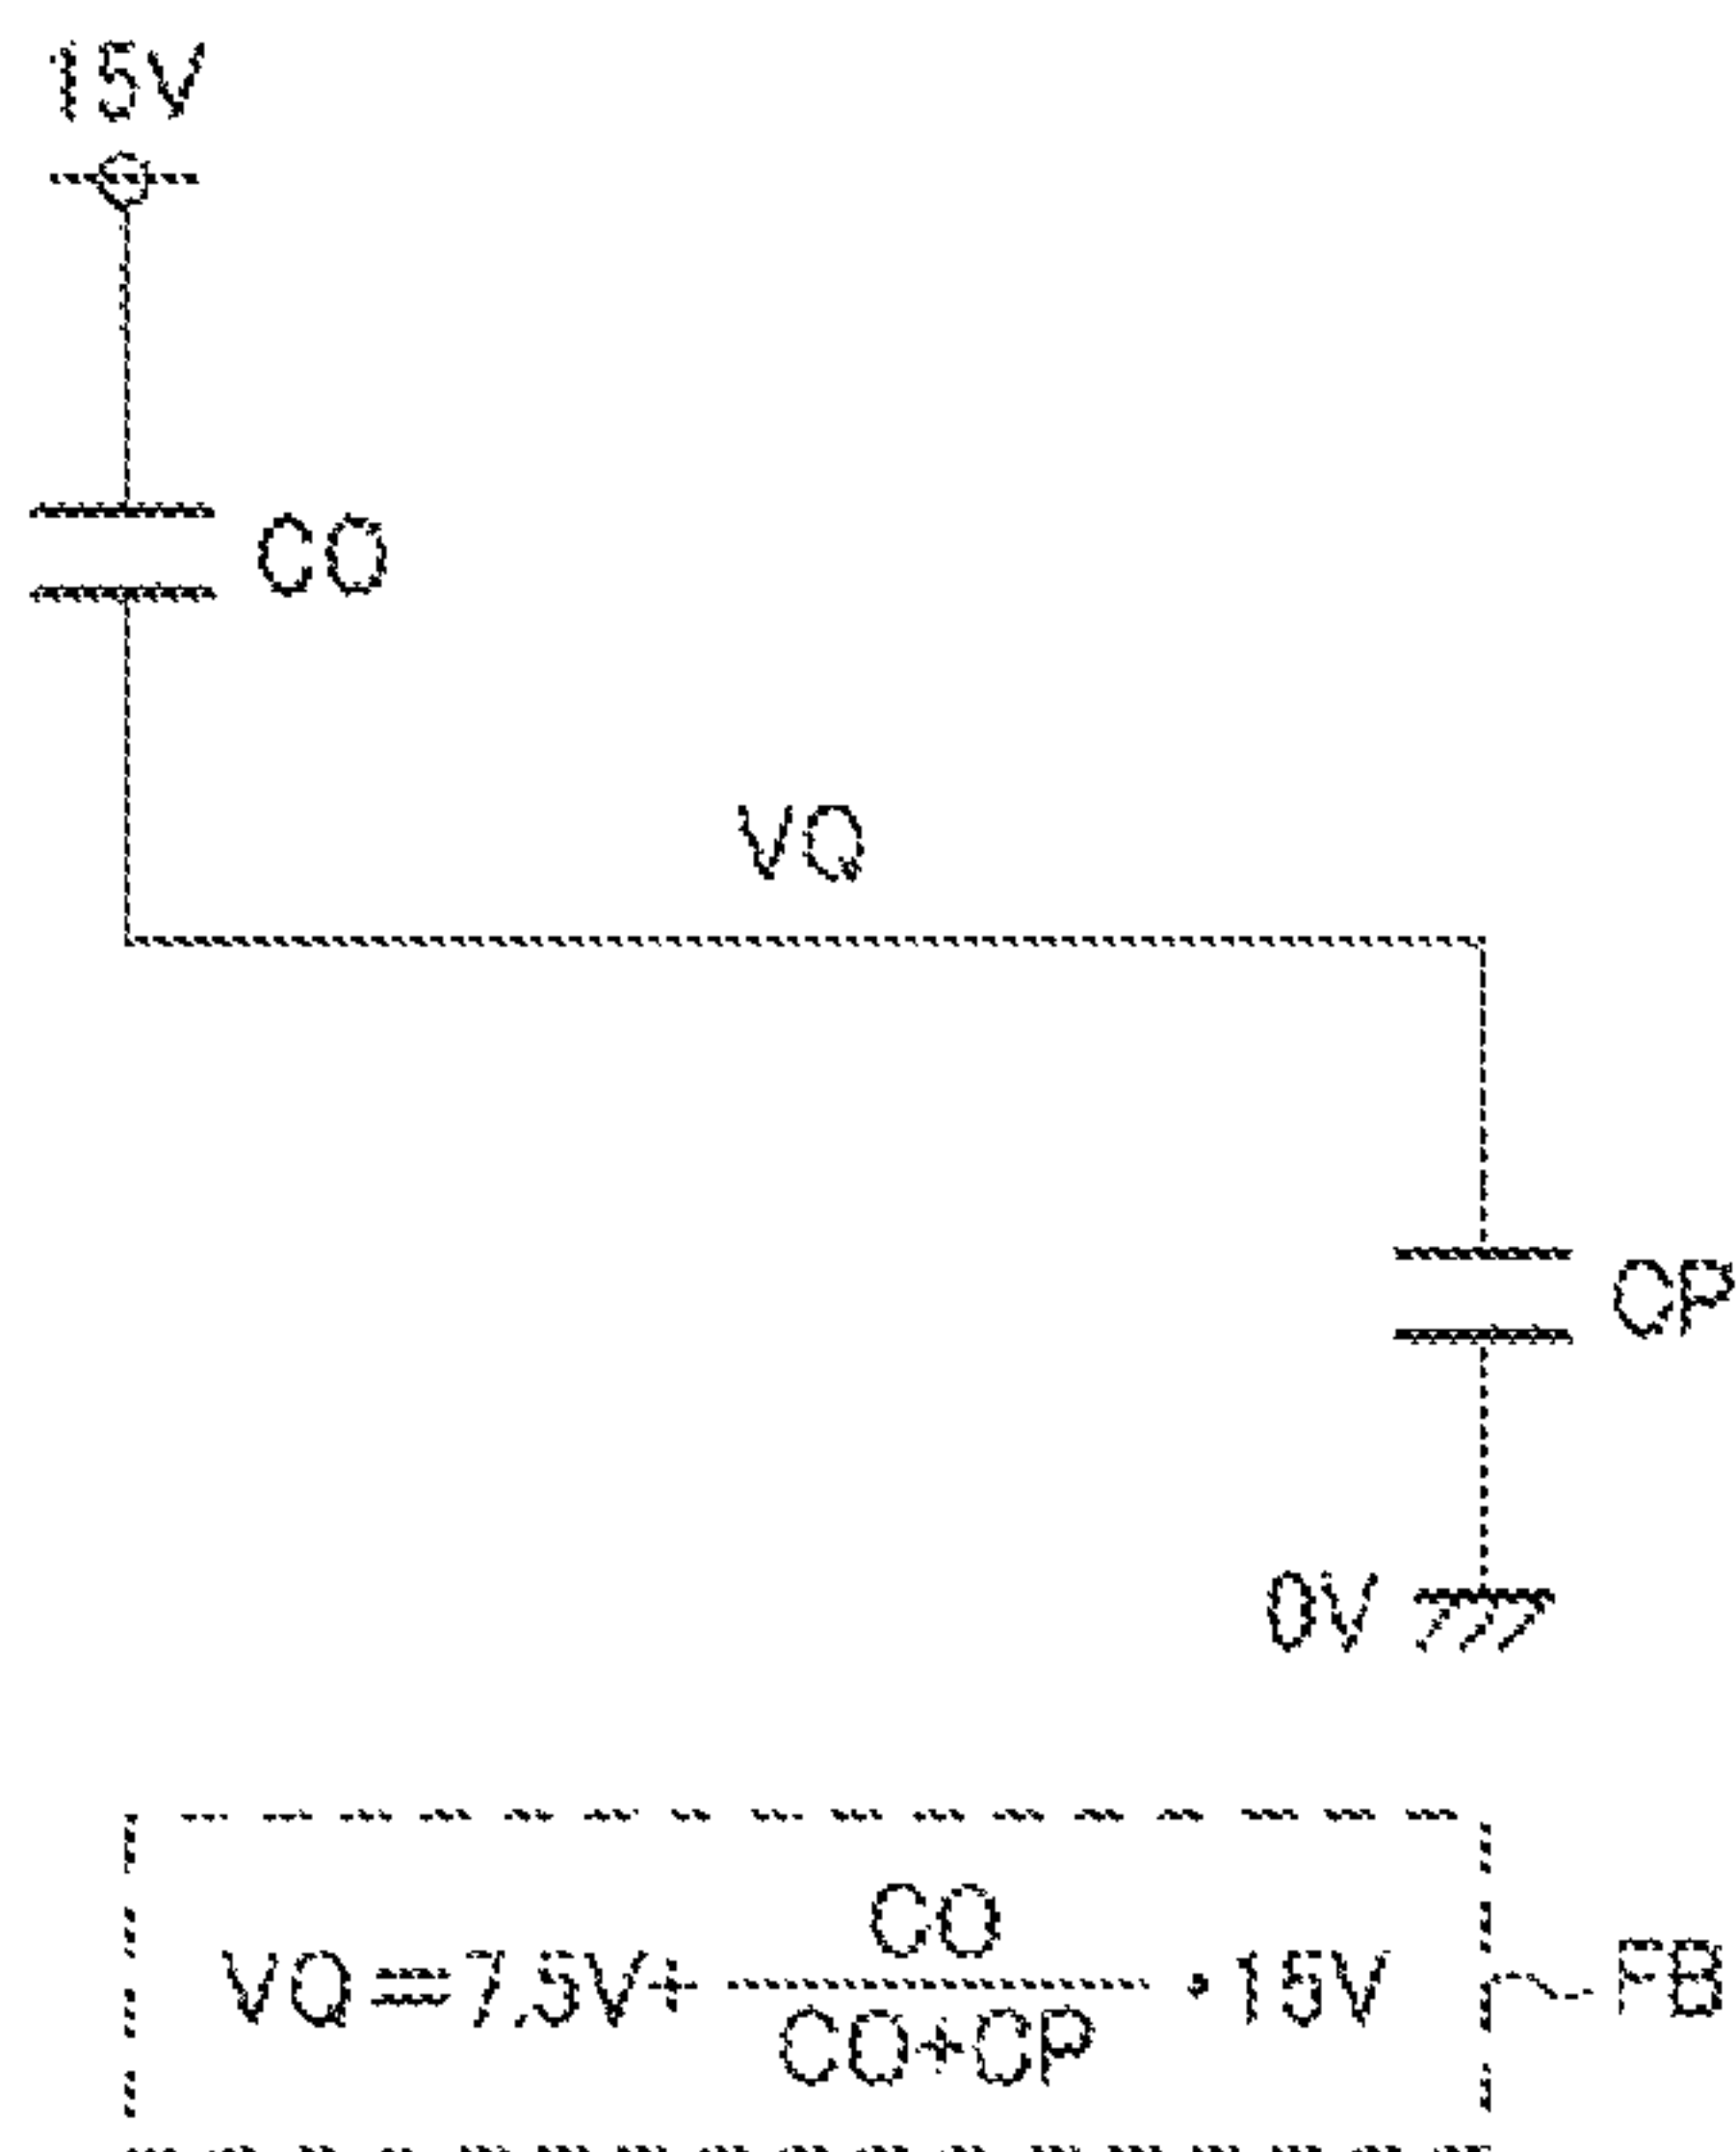 15V
CO
VQ
CP
0V
CO
VQ=7.5V+ ・15V
CO+CP
FB